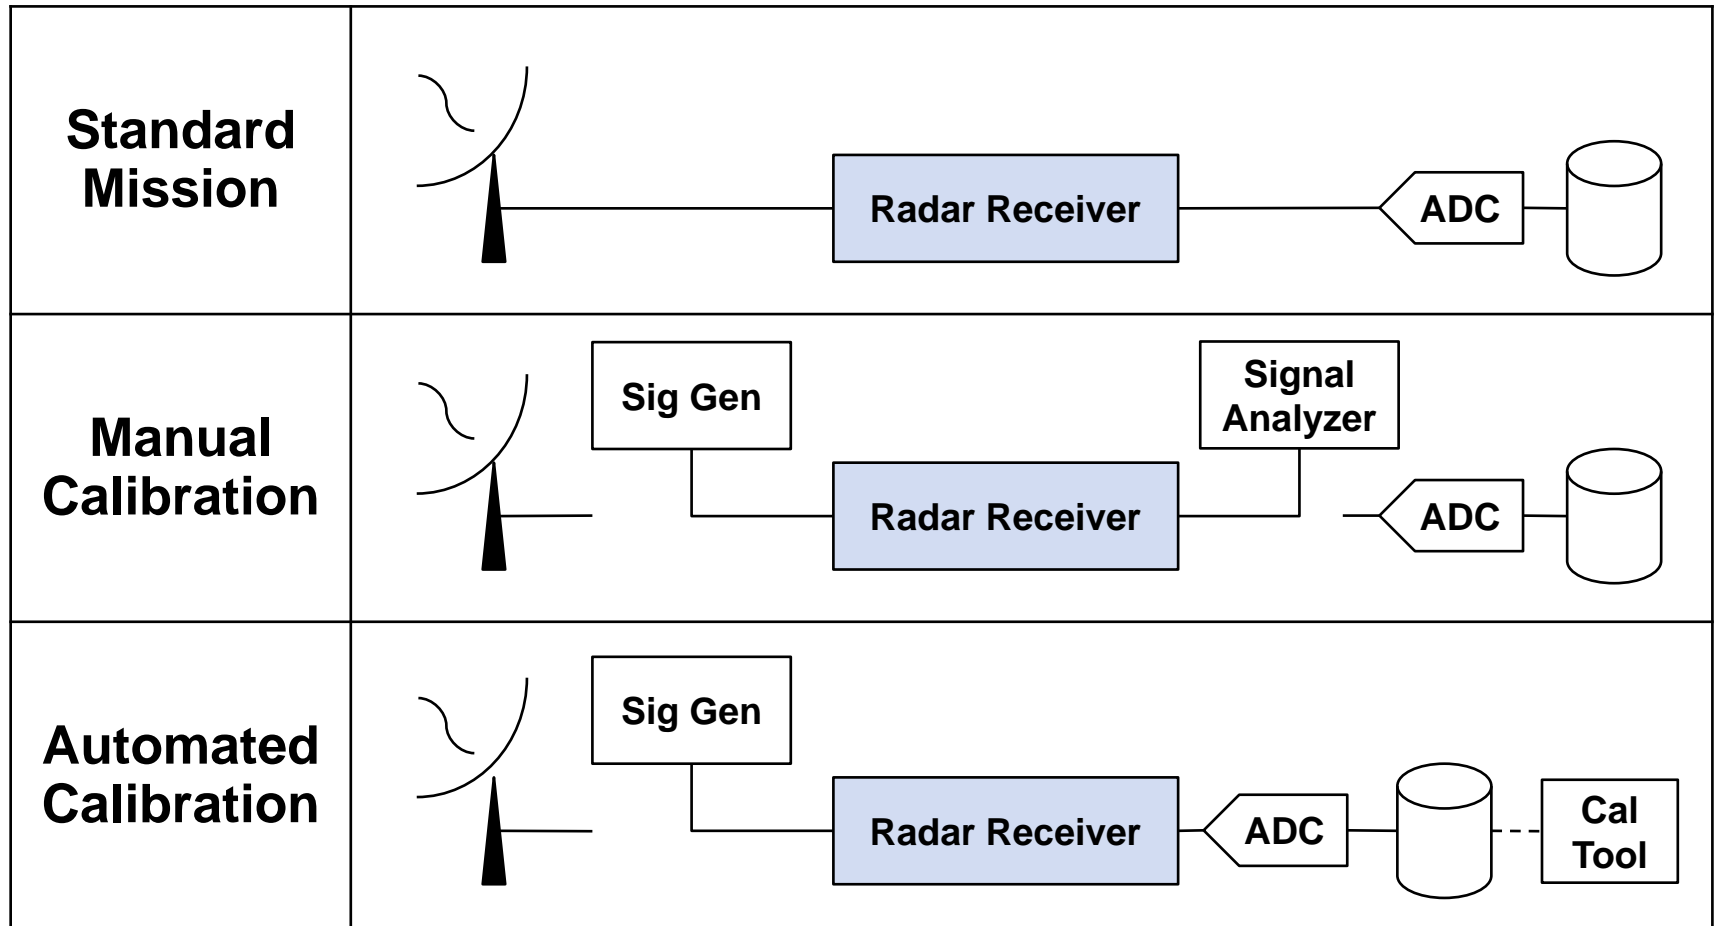 Standard
Mission
Radar Receiver
ADC
Manual
Calibration
Sig Gen
Signal
Analyzer
Radar Receiver
ADC
Automated
Calibration
Sig Gen
Radar Receiver
ADC
Cal
Tool